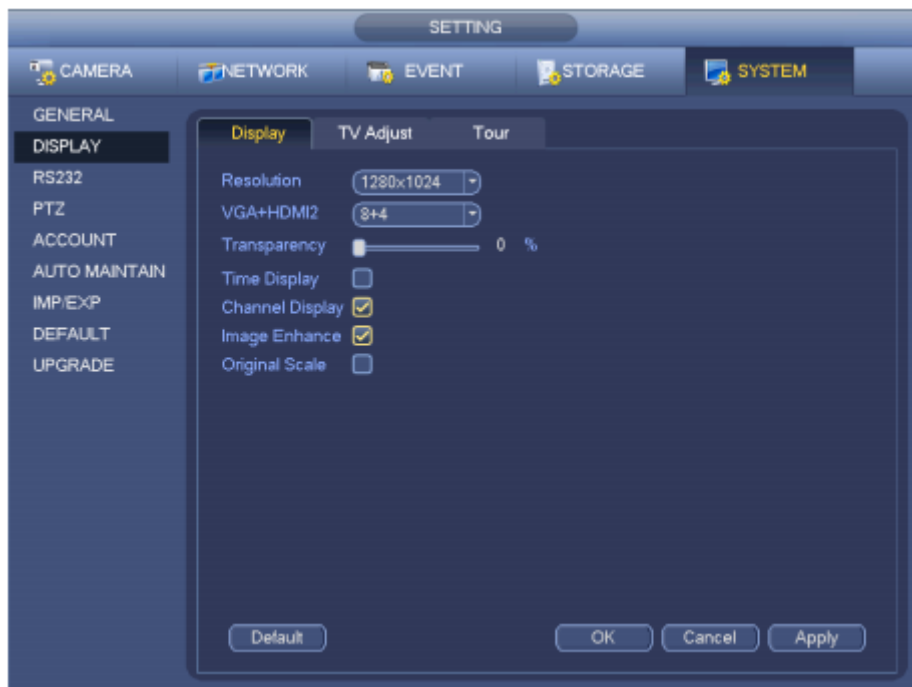 SETTING
CAMERA NETWORK EVENT STORAGE SYSTEM
GENERAL
DISPLAY
RS232
PTZ
ACCOUNT
AUTO MAINTAIN
IMP/EXP
DEFAULT
UPGRADE
Display TV Adjust Tour
Resolution 1280x1024
VGA+HDMI2 8+4
Transparency 0 %
Time Display
Channel Display
Image Enhance
Original Scale
Default OK Cancel Apply